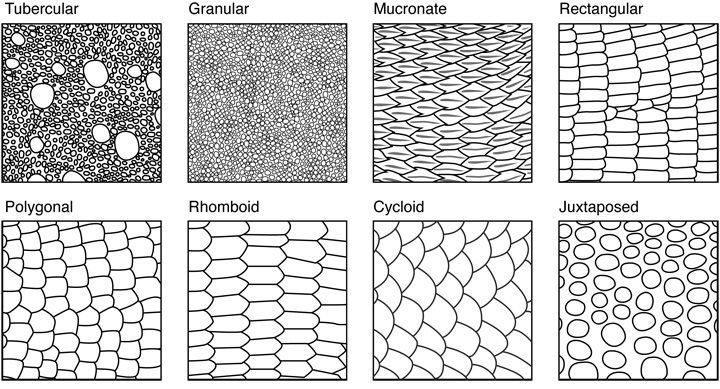 Tubercular
Granular
Mucronate
Rectangular
Polygonal
Rhomboid
Cycloid
Juxtaposed